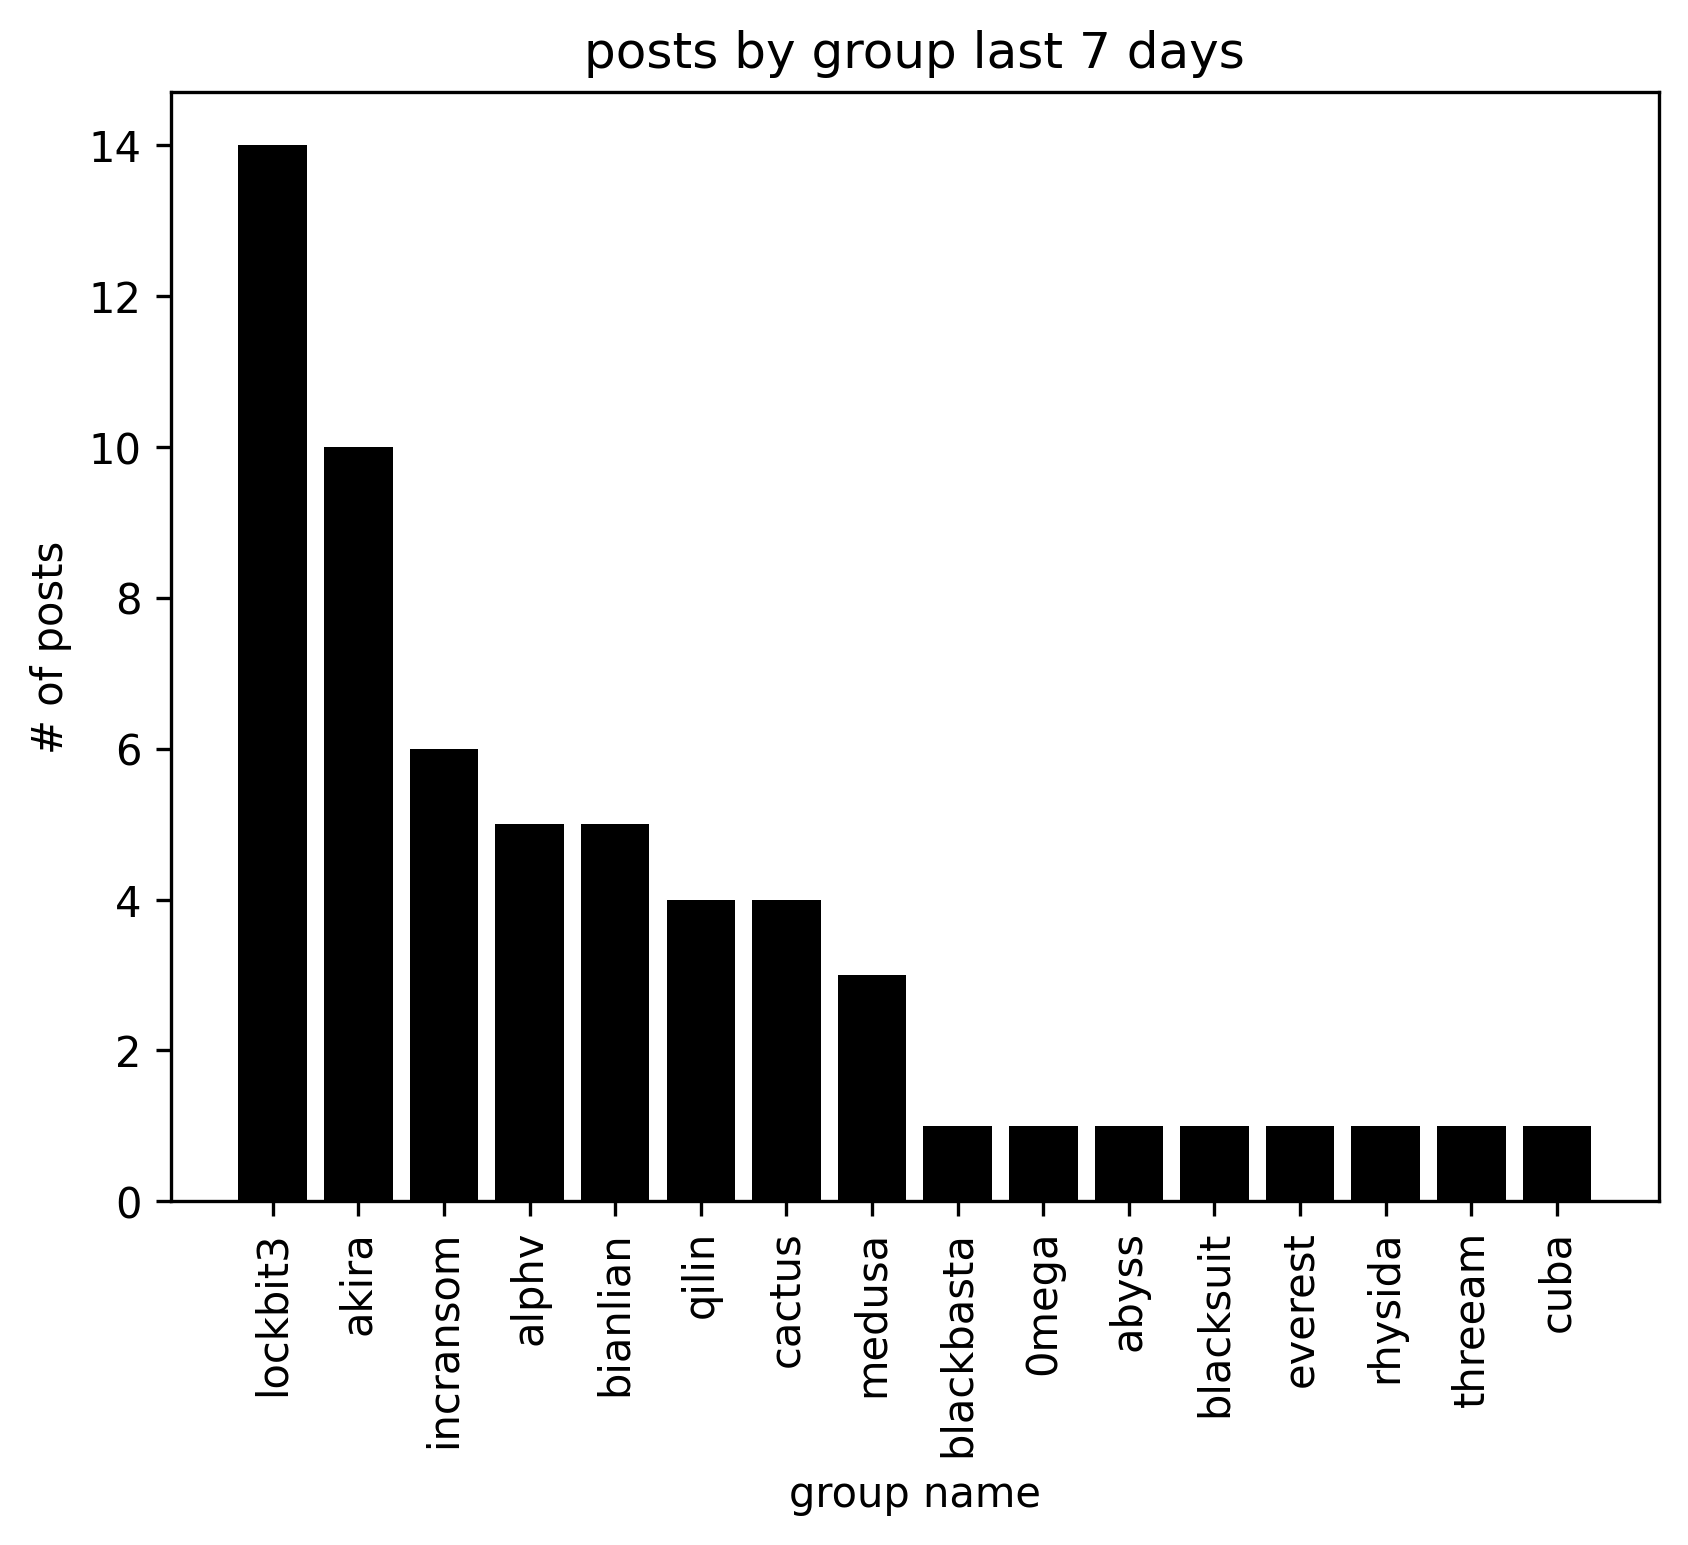 posts by group last 7 days
# of posts
14
12
10
8
6
4
2
0
lockbit3
akira
incransom
alphv
bianlian
qilin
cactus
medusa
blackbasta
0mega
abyss
blacksuit
everest
rhysida
threeam
cuba
group name